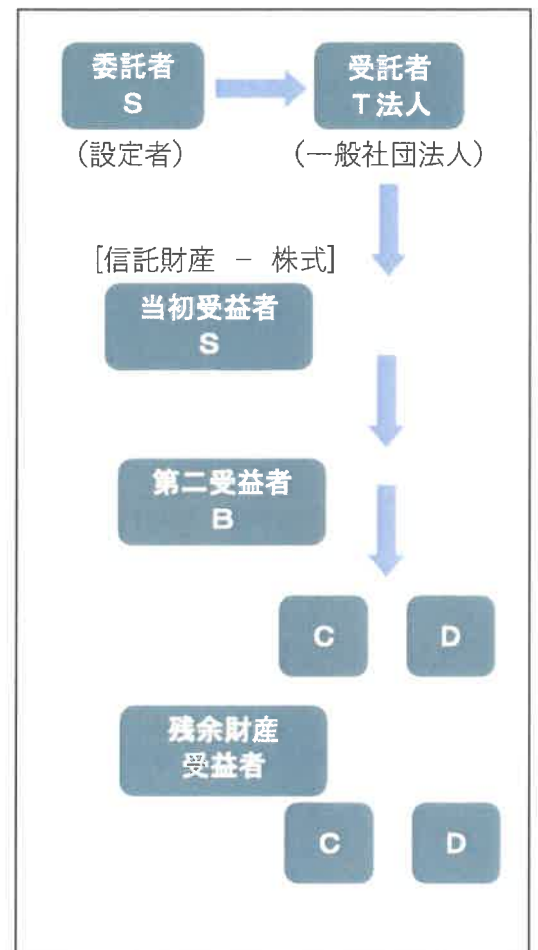 委託者
S
受託者
T法人
(設定者)
(一般社団法人)
[信託財産 － 株式]
当初受益者
S
第二受益者
B
C
D
残余財産
受益者
C
D